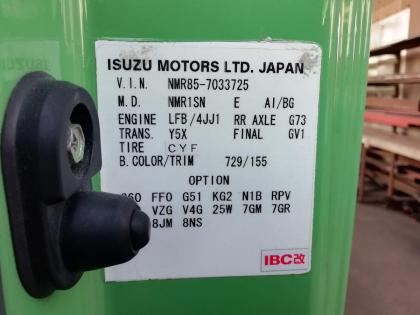 ISUZU MOTORS LTD. JAPAN
V.I.N. NMR85-7033725
M.D. NMR1SN E AI/BG
ENGINE LFB/4JJ1 RR AXLE G73
TRANS. Y5X FINAL GV1
TIRE CYF
B.COLOR/TRIM 729/155
OPTION
FFO G51 KG2 N1B RPV
VZG V4G 25W 7GM 7GR
8JM 8NS
IBC改